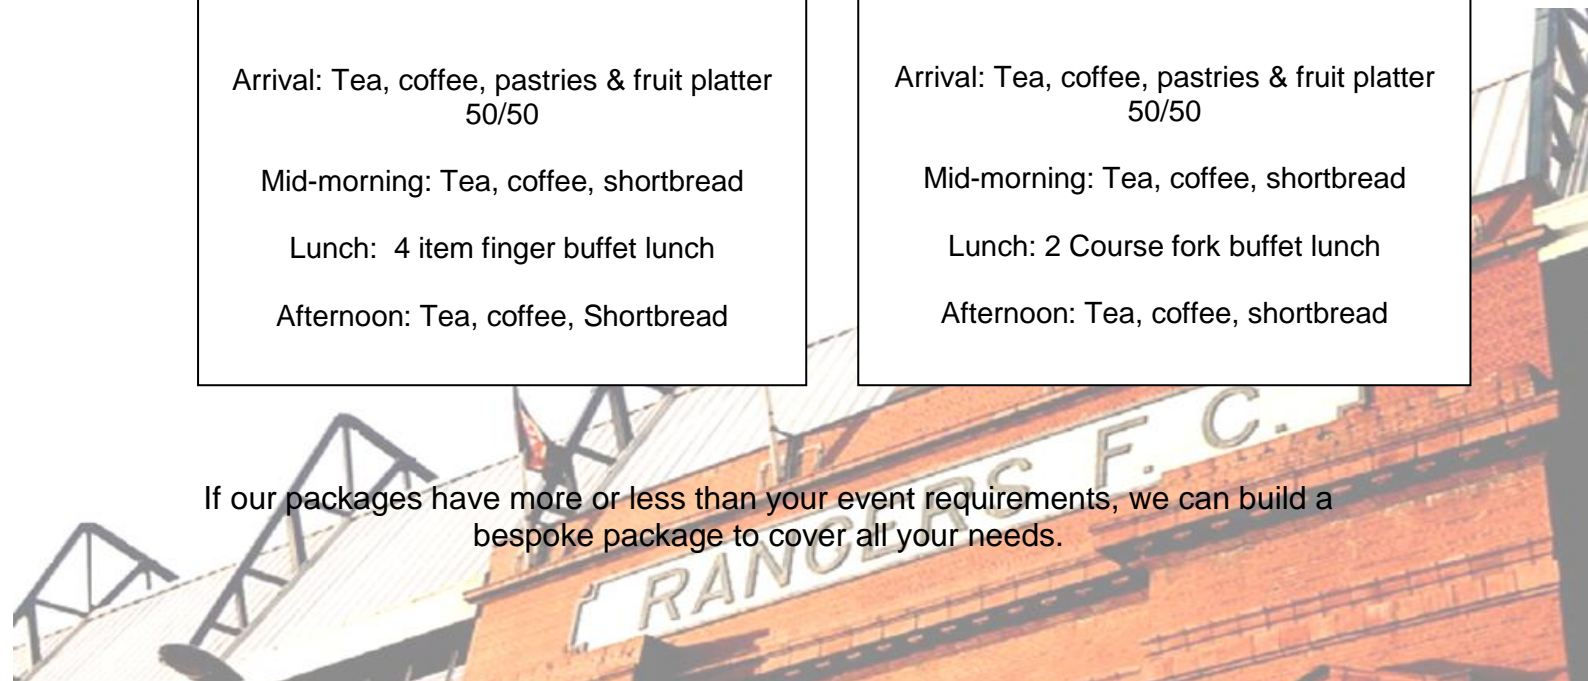 Arrival: Tea, coffee, pastries & fruit platter
50/50
Mid-morning: Tea, coffee, shortbread
Lunch:  4 item finger buffet lunch
Afternoon: Tea, coffee, Shortbread
Arrival: Tea, coffee, pastries & fruit platter
50/50
Mid-morning: Tea, coffee, shortbread
Lunch: 2 Course fork buffet lunch
Afternoon: Tea, coffee, shortbread
If our packages have more or less than your event requirements, we can build a
bespoke package to cover all your needs.
RANGERS F. C.